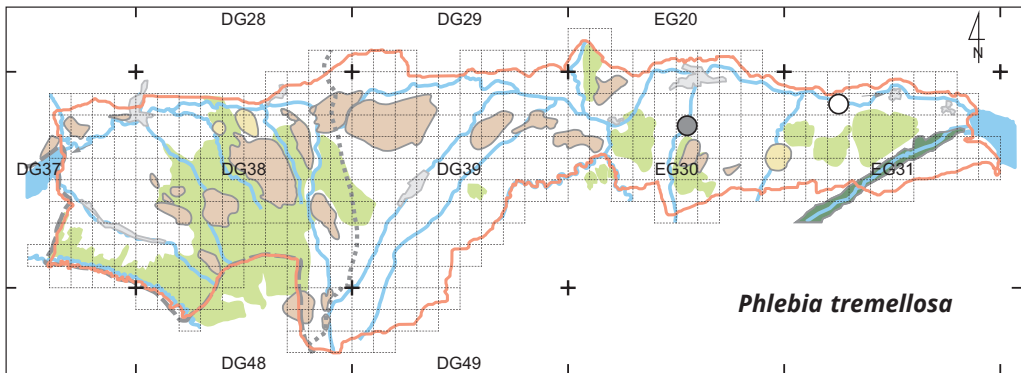 DG28 DG29 EG20
N
DG37 DG38 DG39 EG30 EG31
Phlebia tremellosa
DG48 DG49